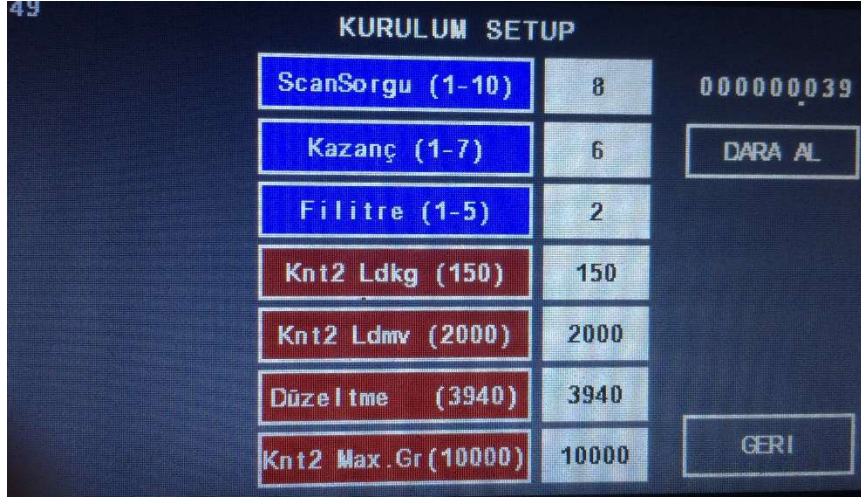 49
KURULUM SETUP
ScanSorgu (1-10) 8 000000039
Kazanç (1-7) 6 DARA AL
Filitre (1-5) 2
Knt2 Ldkg (150) 150
Knt2 Ldmv (2000) 2000
Düzeltme (3940) 3940
Knt2 Max.Gr(10000) 10000 GERI